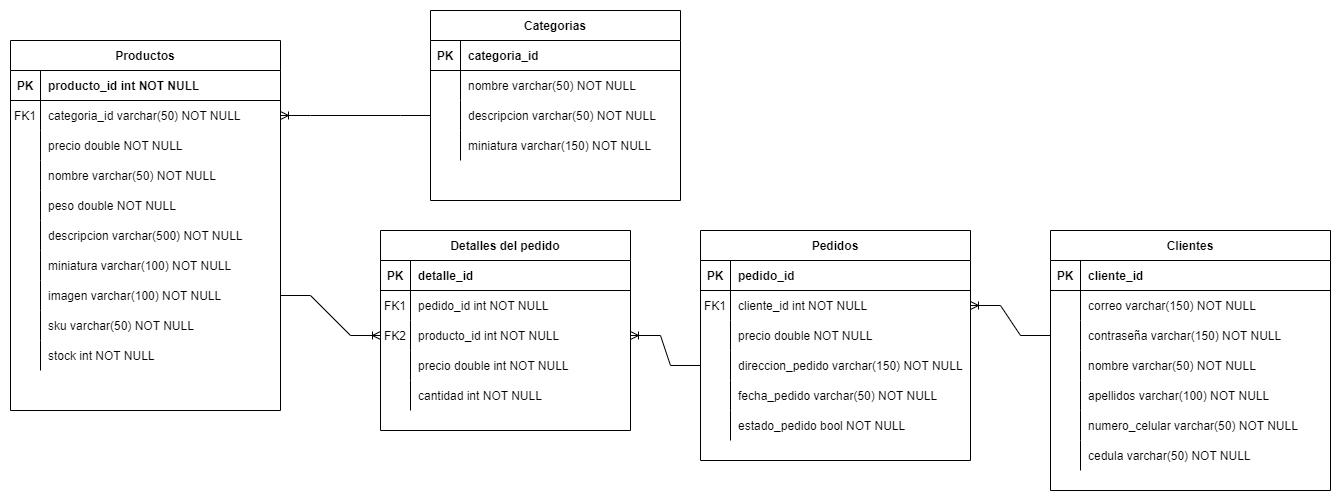 Productos
PK producto_id int NOT NULL
FK1 categoria_id varchar(50) NOT NULL
precio double NOT NULL
nombre varchar(50) NOT NULL
peso double NOT NULL
descripcion varchar(500) NOT NULL
miniatura varchar(100) NOT NULL
imagen varchar(100) NOT NULL
sku varchar(50) NOT NULL
stock int NOT NULL
Categorias
PK categoria_id
nombre varchar(50) NOT NULL
descripcion varchar(50) NOT NULL
miniatura varchar(150) NOT NULL
Detalles del pedido
PK detalle_id
FK1 pedido_id int NOT NULL
FK2 producto_id int NOT NULL
precio double int NOT NULL
cantidad int NOT NULL
Pedidos
PK pedido_id
FK1 cliente_id int NOT NULL
precio double NOT NULL
direccion_pedido varchar(150) NOT NULL
fecha_pedido varchar(50) NOT NULL
estado_pedido bool NOT NULL
Clientes
PK cliente_id
correo varchar(150) NOT NULL
contraseña varchar(150) NOT NULL
nombre varchar(50) NOT NULL
apellidos varchar(100) NOT NULL
numero_celular varchar(50) NOT NULL
cedula varchar(50) NOT NULL